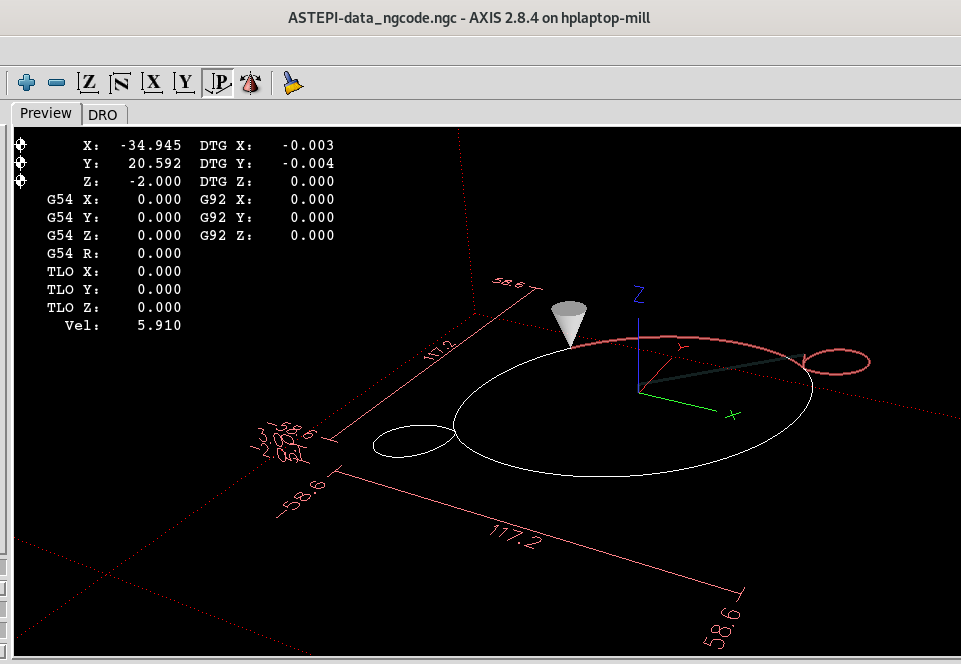 ASTEPI-data_ngcode.ngc - AXIS 2.8.4 on hplaptop-mill
Z N X Y P
Preview DRO
X: -34.945 DTG X: -0.003
Y: 20.592 DTG Y: -0.004
Z: -2.000 DTG Z: 0.000
G54 X: 0.000 G92 X: 0.000
G54 Y: 0.000 G92 Y: 0.000
G54 Z: 0.000 G92 Z: 0.000
G54 R: 0.000
TLO X: 0.000
TLO Y: 0.000
TLO Z: 0.000
Vel: 5.910
58.6
Z
117.2
Y
X
-58.6
-3.00
-58.6
117.2
58.6